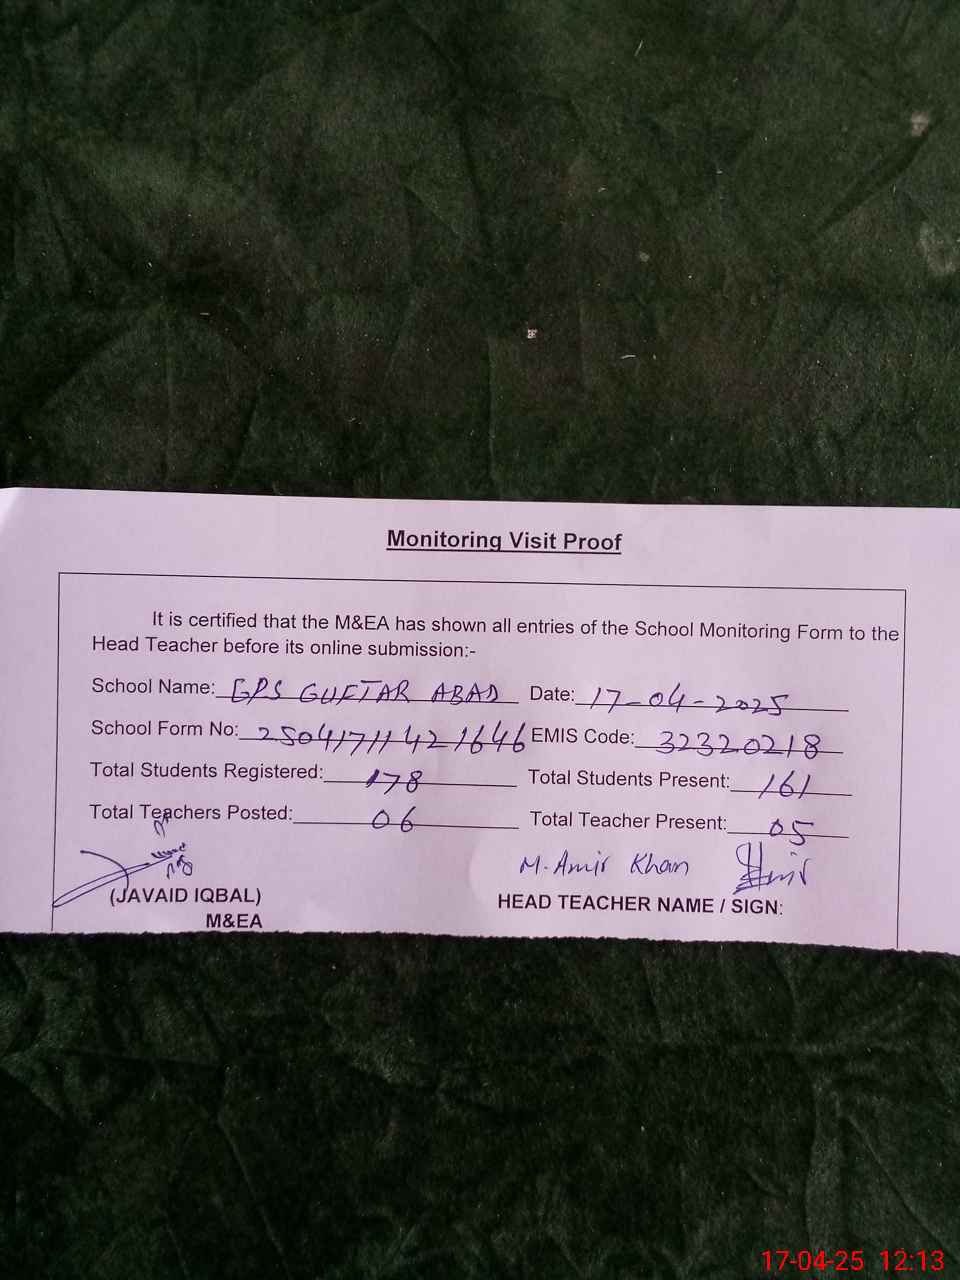 Monitoring Visit Proof
It is certified that the M&EA has shown all entries of the School Monitoring Form to the
Head Teacher before its online submission:-
School Name: GPS GUFTAR ABAD Date: 17-04-2025
School Form No: 25041711421646 EMIS Code: 32320218
Total Students Registered: 178 Total Students Present: 161
Total Teachers Posted: 06 Total Teacher Present: 05
M. Amir Khan Amir
(JAVAID IQBAL) HEAD TEACHER NAME / SIGN:
M&EA
17-04-25 12:13